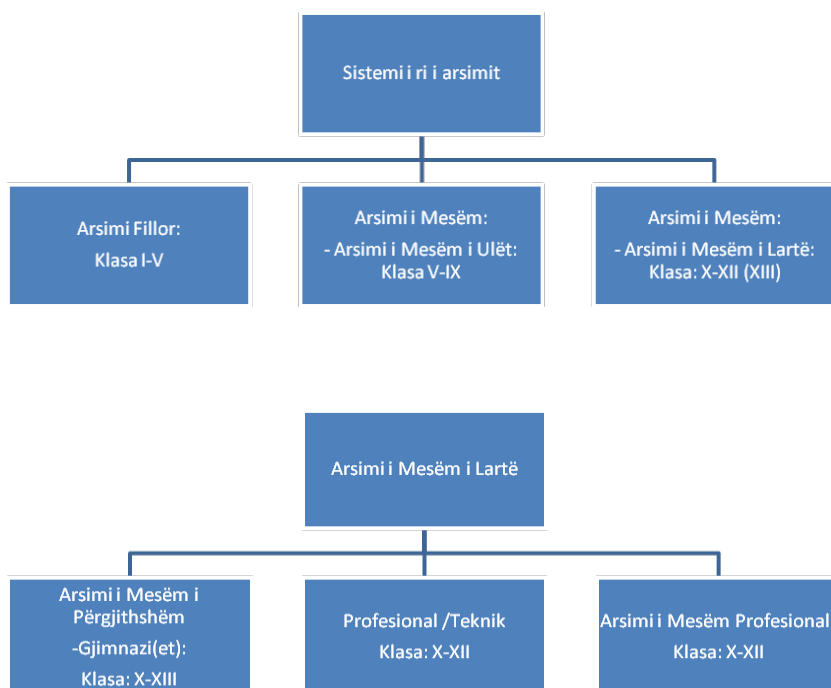 Sistemi i ri i arsimit
Arsimi Fillor:
Klasa I-V
Arsimi i Mesëm:
- Arsimi i Mesëm i Ulët:
Klasa V-IX
Arsimi i Mesëm:
- Arsimi i Mesëm i Lartë:
Klasa: X-XII (XIII)
Arsimi i Mesëm i Lartë
Arsimi i Mesëm i
Përgjithshëm
-Gjimnazi(et):
Klasa: X-XIII
Profesional /Teknik
Klasa: X-XII
Arsimi i Mesëm Profesional
Klasa: X-XII